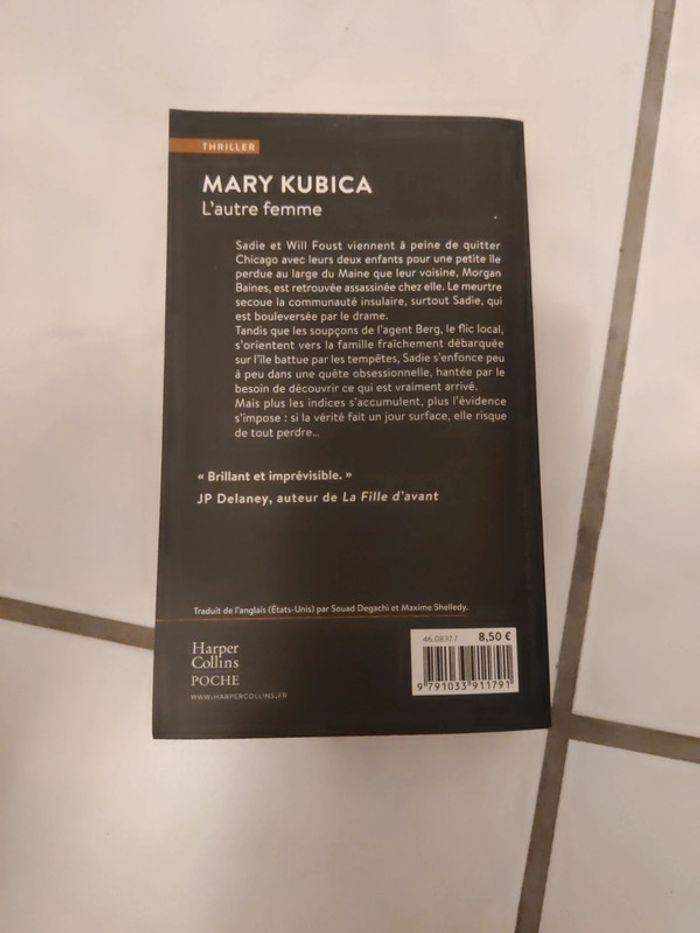 THRILLER
MARY KUBICA
L'autre femme
Sadie et Will Foust viennent à peine de quitter
Chicago avec leurs deux enfants pour une petite île
perdue au large du Maine que leur voisine, Morgan
Baines, est retrouvée assassinée chez elle. Le meurtre
secoue la communauté insulaire, surtout Sadie, qui
est bouleversée par le drame.
Tandis que les soupçons de l'agent Berg, le flic local,
s'orientent vers la famille fraîchement débarquée
sur l'île battue par les tempêtes, Sadie s'enfonce peu
à peu dans une quête obsessionnelle, hantée par le
besoin de découvrir ce qui est vraiment arrivé.
Mais plus les indices s'accumulent, plus l'évidence
s'impose : si la vérité fait un jour surface, elle risque
de tout perdre…
« Brillant et imprévisible. »
JP Delaney, auteur de La Fille d'avant
Traduit de l'anglais (États-Unis) par Souad Degachi et Maxime Shelledy.
Harper
Collins
POCHE
WWW.HARPERCOLLINS.FR
46.0837.7 8,50 €
9 791033 911791